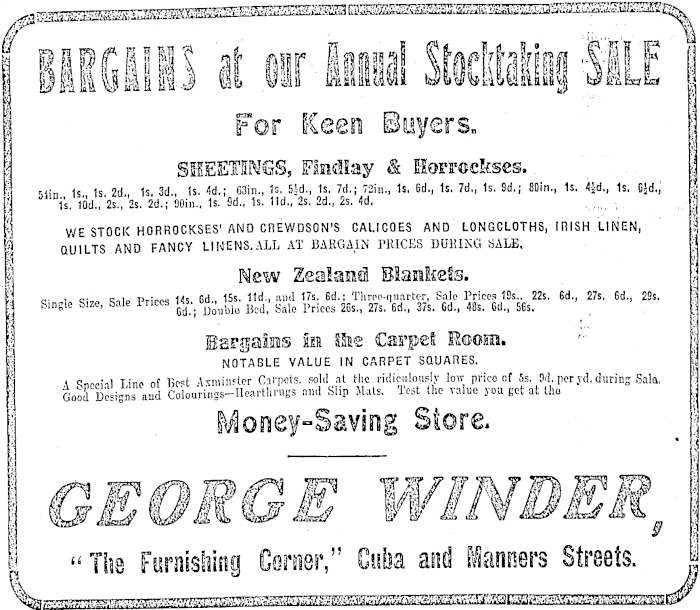 BARGAINS at our Annual Stocktaking SALE
For Keen Buyers.
SHEETINGS, Findlay & Horrockses.
54in., 1s., 1s. 2d., 1s. 3d., 1s. 4d.; 63in., 1s. 5½d., 1s. 7d.; 72in., 1s. 6d., 1s. 7d., 1s. 9d.; 80in., 1s. 4½d., 1s. 6½d.,
1s. 10d., 2s., 2s. 2d.; 90in., 1s. 9d., 1s. 11d., 2s. 2d., 2s. 4d.
WE STOCK HORROCKSES' AND CREWDSON'S CALICOES AND LONGCLOTHS, IRISH LINEN,
QUILTS AND FANCY LINENS. ALL AT BARGAIN PRICES DURING SALE.
New Zealand Blankets.
Single Size, Sale Prices 14s. 6d., 15s. 11d., and 17s. 6d.; Three-quarter, Sale Prices 19s., 22s. 6d., 27s. 6d., 29s.
6d.; Double Bed, Sale Prices 26s., 27s. 6d., 37s. 6d., 48s. 6d., 56s.
Bargains in the Carpet Room.
NOTABLE VALUE IN CARPET SQUARES.
A Special Line of Best Axminster Carpets. sold at the ridiculously low price of 5s. 9d. per yd. during Sale.
Good Designs and Colourings—Hearthrugs and Slip Mats. Test the value you get at the
Money-Saving Store.
GEORGE WINDER,
"The Furnishing Corner," Cuba and Manners Streets.